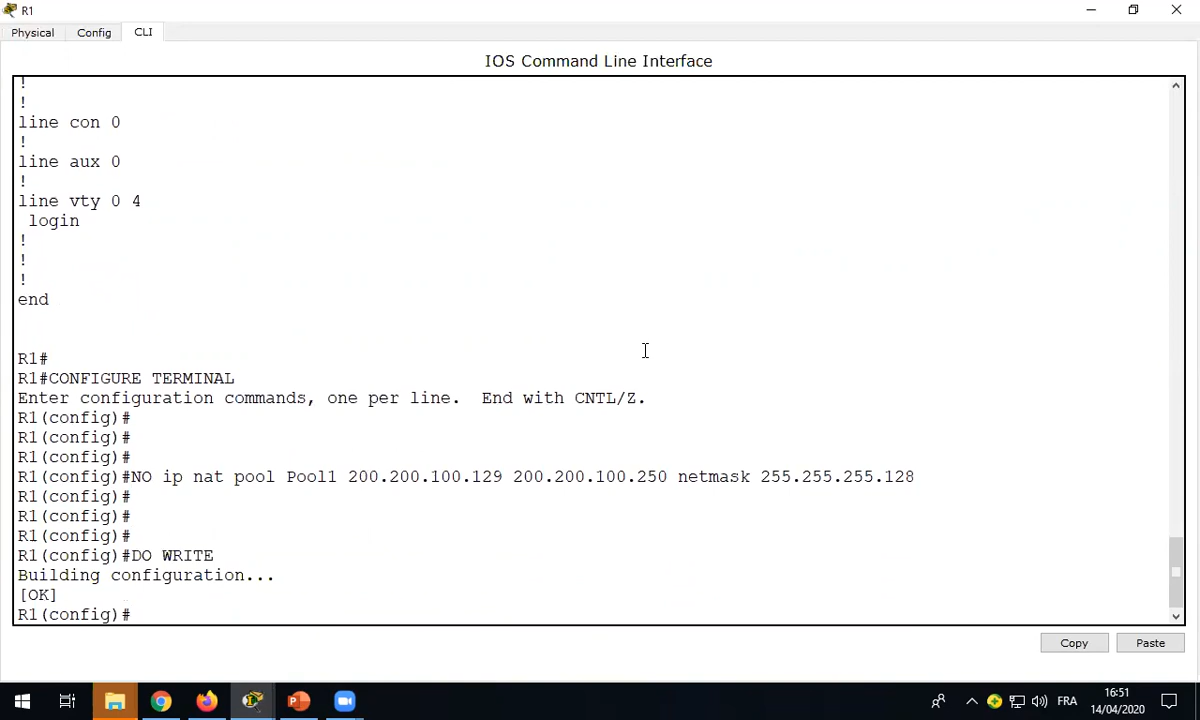 R1
Physical Config CLI
IOS Command Line Interface
!
!
line con 0
!
line aux 0
!
line vty 0 4
login
!
!
!
end
R1#
R1#CONFIGURE TERMINAL
Enter configuration commands, one per line. End with CNTL/Z.
R1(config)#
R1(config)#
R1(config)#
R1(config)#NO ip nat pool Pool1 200.200.100.129 200.200.100.250 netmask 255.255.255.128
R1(config)#
R1(config)#
R1(config)#
R1(config)#DO WRITE
Building configuration...
[OK]
R1(config)#
Copy Paste
FRA
16:51
14/04/2020